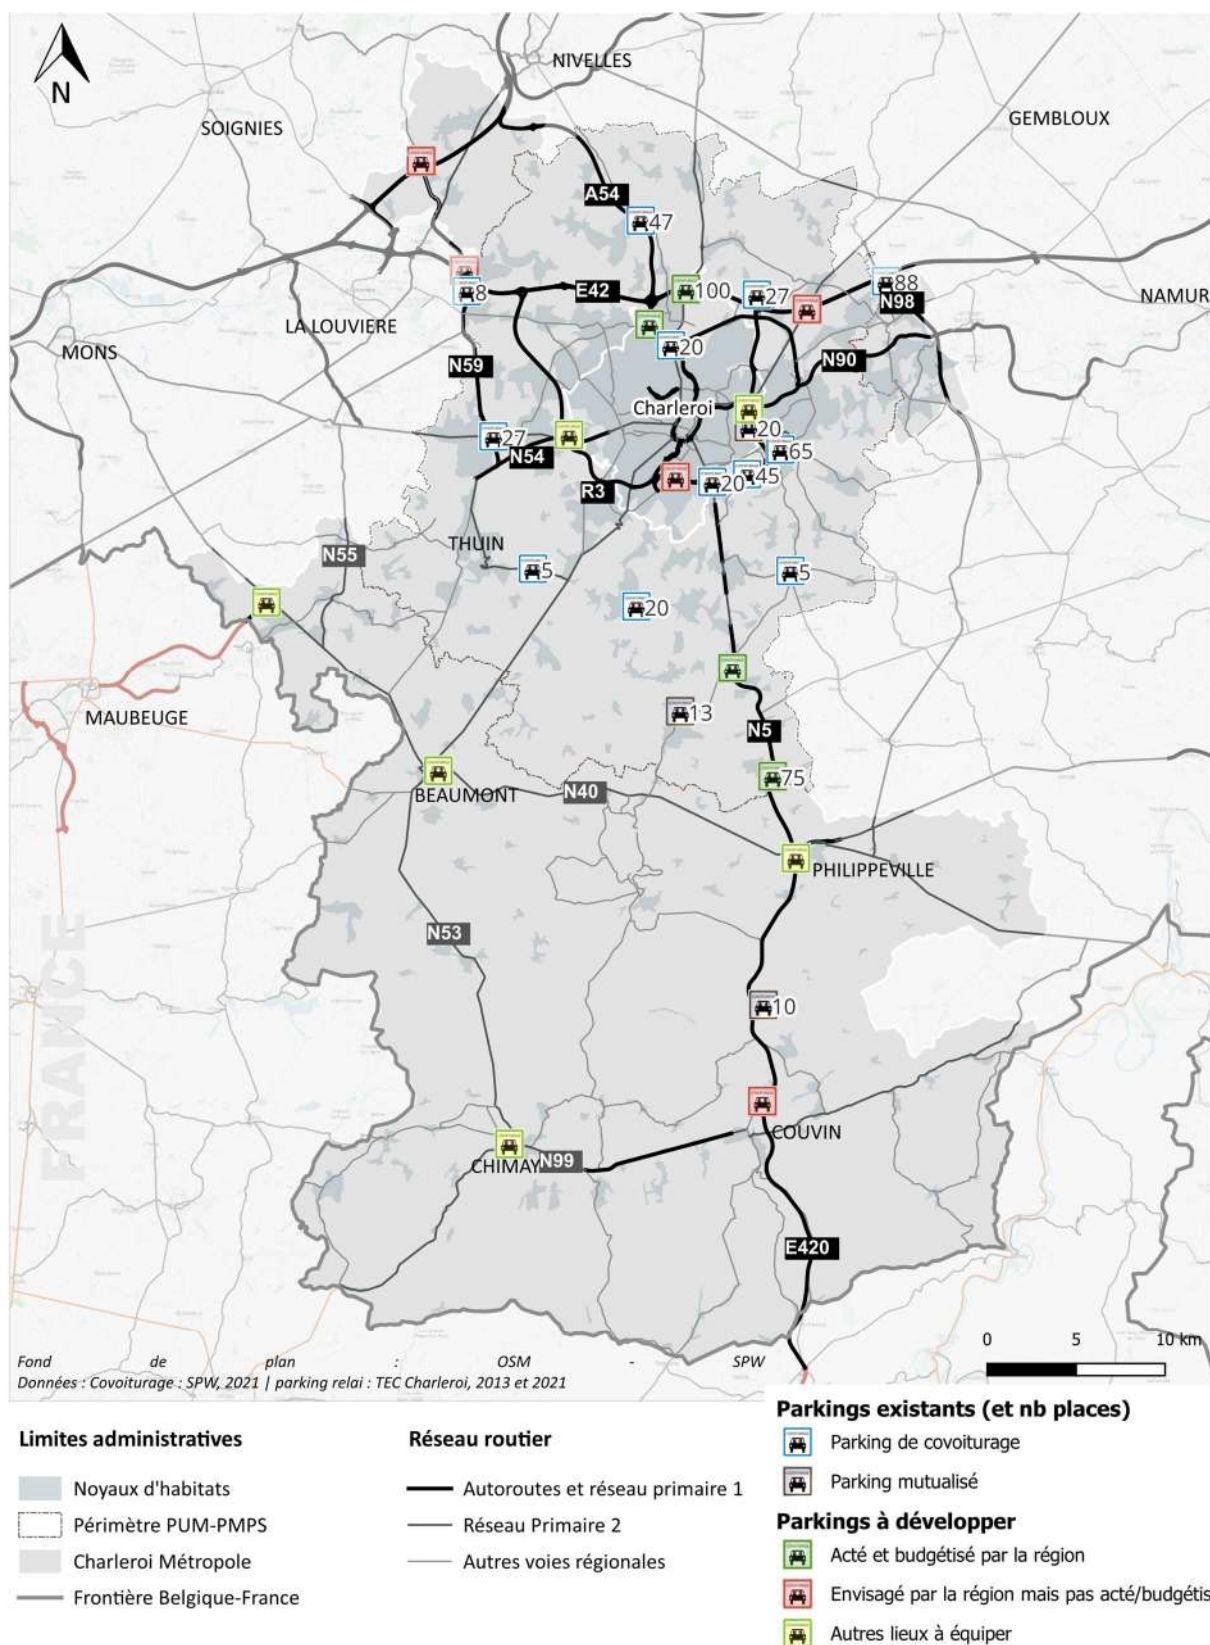 N
NIVELLES
SOIGNIES
GEMBLOUX
A54
47
88
8
E42
100
27
N98
NAMUR
LA LOUVIERE
MONS
20
N59
N90
Charleroi
20
27
65
N54
45
R3
20
THUIN
N55
5
5
20
MAUBEUGE
13
N5
75
BEAUMONT
N40
PHILIPPEVILLE
N53
FRANCE
10
COUVIN
CHIMAY
N99
E420
0 5 10 km
Fond de plan : OSM - SPW
Données : Covoiturage : SPW, 2021 | parking relai : TEC Charleroi, 2013 et 2021
Limites administratives
Noyaux d'habitats
Périmètre PUM-PMPS
Charleroi Métropole
Frontière Belgique-France
Réseau routier
Autoroutes et réseau primaire 1
Réseau Primaire 2
Autres voies régionales
Parkings existants (et nb places)
Parking de covoiturage
Parking mutualisé
Parkings à développer
Acté et budgétisé par la région
Envisagé par la région mais pas acté/budgétis
Autres lieux à équiper